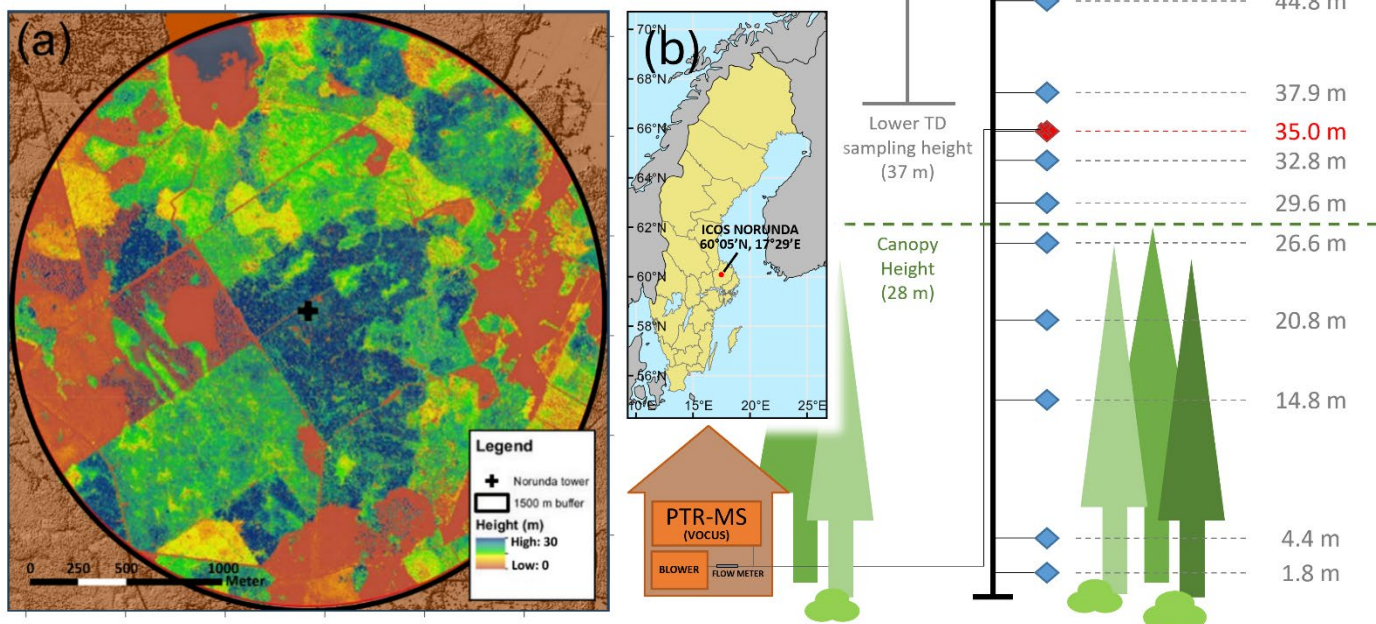 (a)
Legend
Norunda tower
1500 m buffer
Height (m)
High: 30
Low: 0
0 250 500 1000
Meter
(b)
70°N
68°N
66°N
64°N
62°N
60°N
58°N
56°N
10°E 15°E 20°E 25°E
ICOS NORUNDA
60°05'N, 17°29'E
PTR-MS
(VOCUS)
BLOWER
FLOW METER
Lower TD
sampling height
(37 m)
Canopy
Height
(28 m)
44.8 m
37.9 m
35.0 m
32.8 m
29.6 m
26.6 m
20.8 m
14.8 m
4.4 m
1.8 m